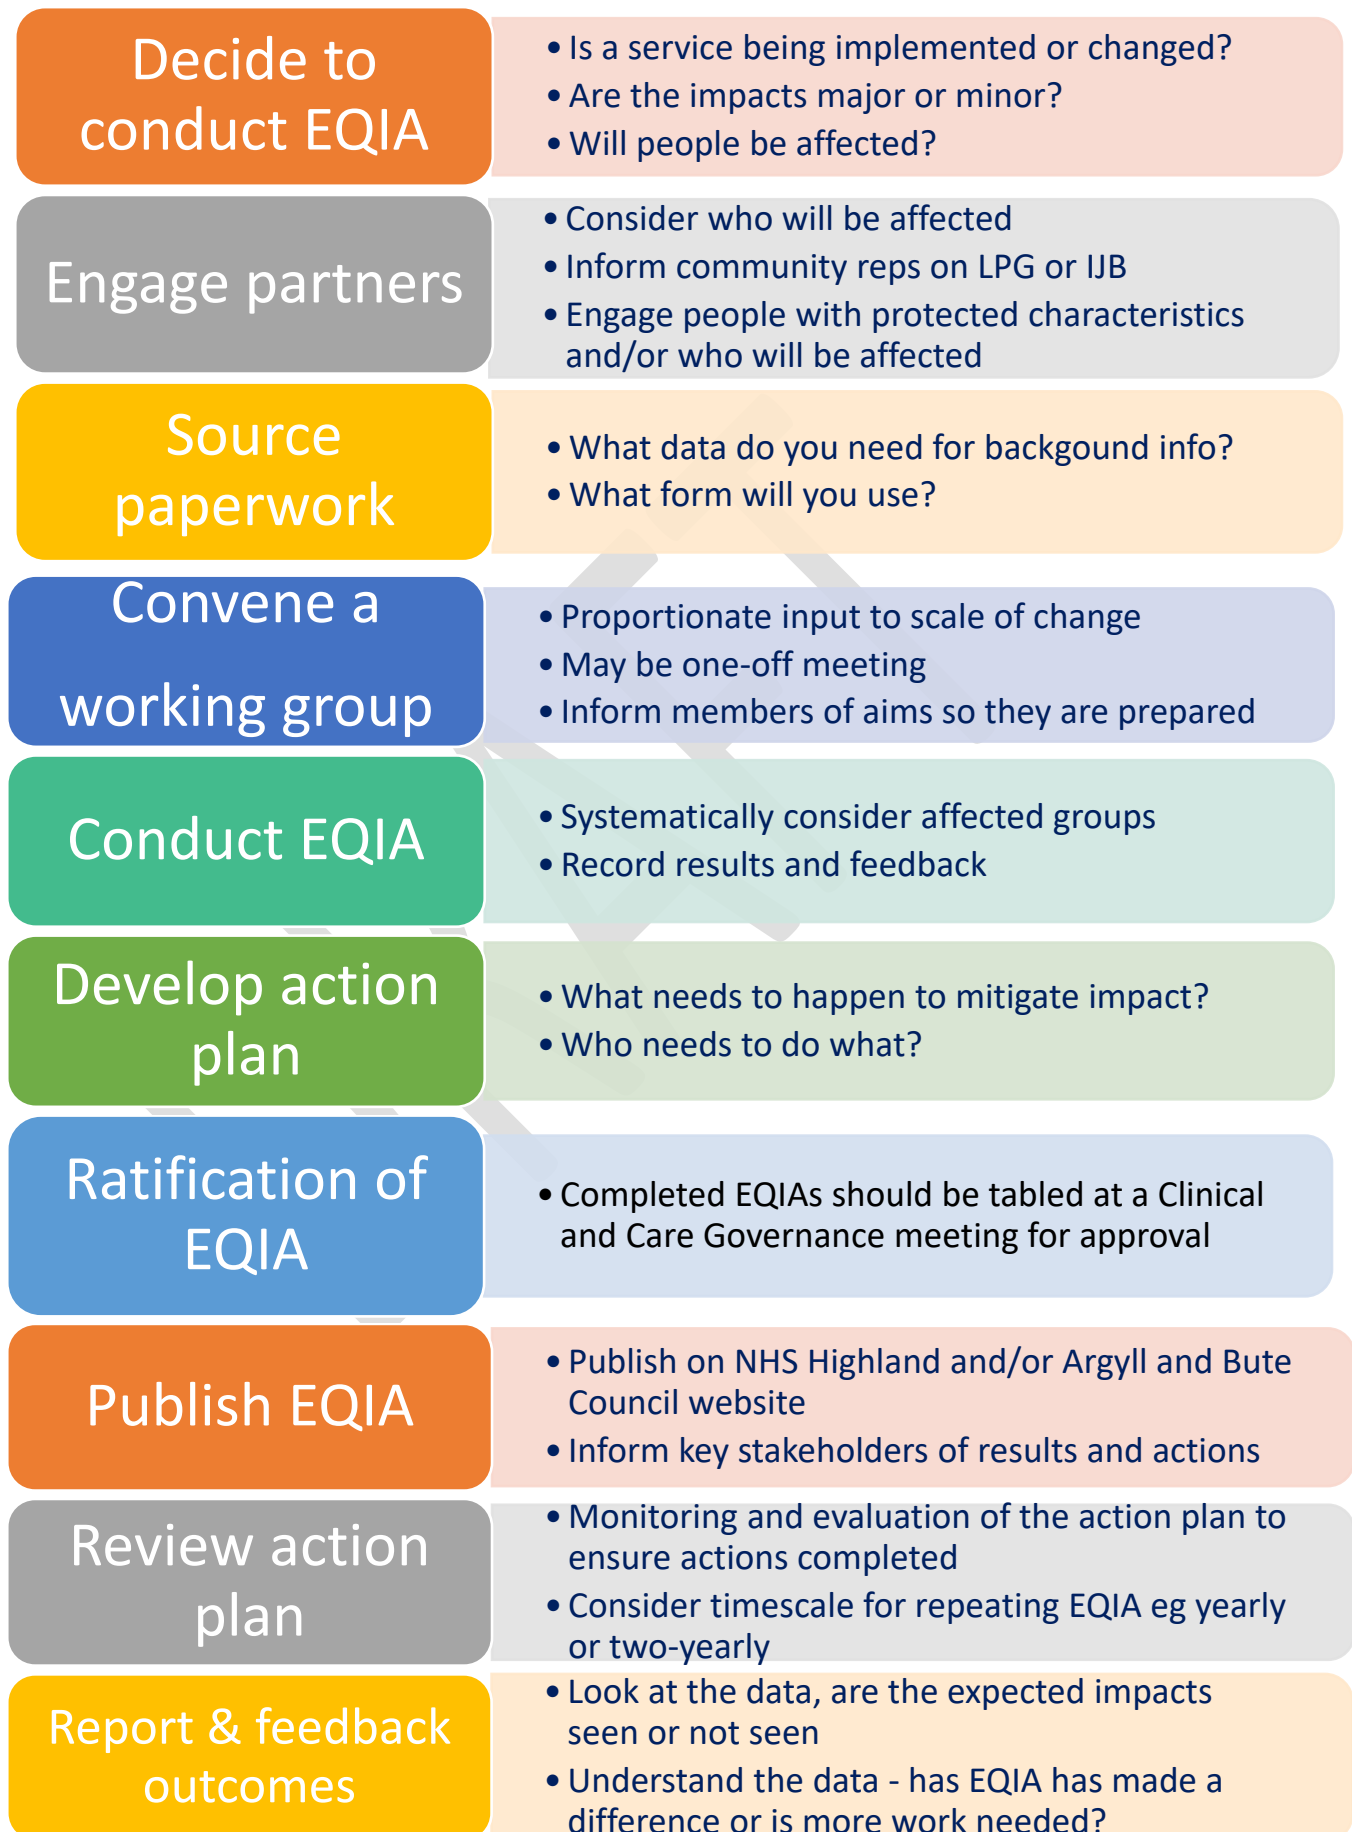 Decide to
conduct EQIA
• Is a service being implemented or changed?
• Are the impacts major or minor?
• Will people be affected?
Engage partners
• Consider who will be affected
• Inform community reps on LPG or IJB
• Engage people with protected characteristics
and/or who will be affected
Source
paperwork
• What data do you need for backgound info?
• What form will you use?
Convene a
working group
• Proportionate input to scale of change
• May be one-off meeting
• Inform members of aims so they are prepared
Conduct EQIA
• Systematically consider affected groups
• Record results and feedback
Develop action
plan
• What needs to happen to mitigate impact?
• Who needs to do what?
Ratification of
EQIA
• Completed EQIAs should be tabled at a Clinical
and Care Governance meeting for approval
Publish EQIA
• Publish on NHS Highland and/or Argyll and Bute
Council website
• Inform key stakeholders of results and actions
Review action
plan
• Monitoring and evaluation of the action plan to
ensure actions completed
• Consider timescale for repeating EQIA eg yearly
or two-yearly
Report & feedback
outcomes
• Look at the data, are the expected impacts
seen or not seen
• Understand the data - has EQIA has made a
difference or is more work needed?